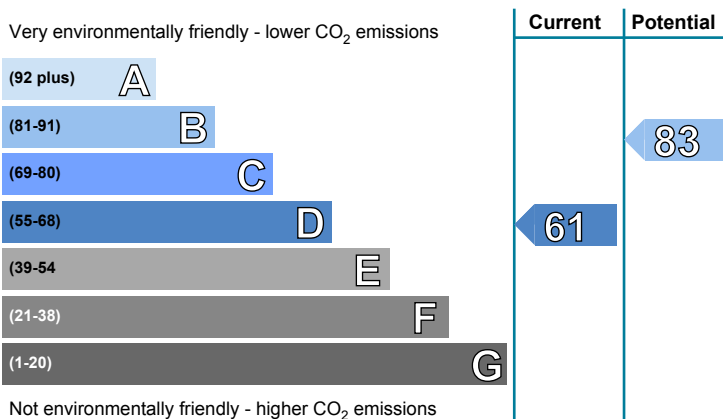 Very environmentally friendly - lower CO2 emissions
Current
Potential
(92 plus) A
(81-91) B
83
(69-80) C
(55-68) D
61
(39-54 E
(21-38) F
(1-20) G
Not environmentally friendly - higher CO2 emissions